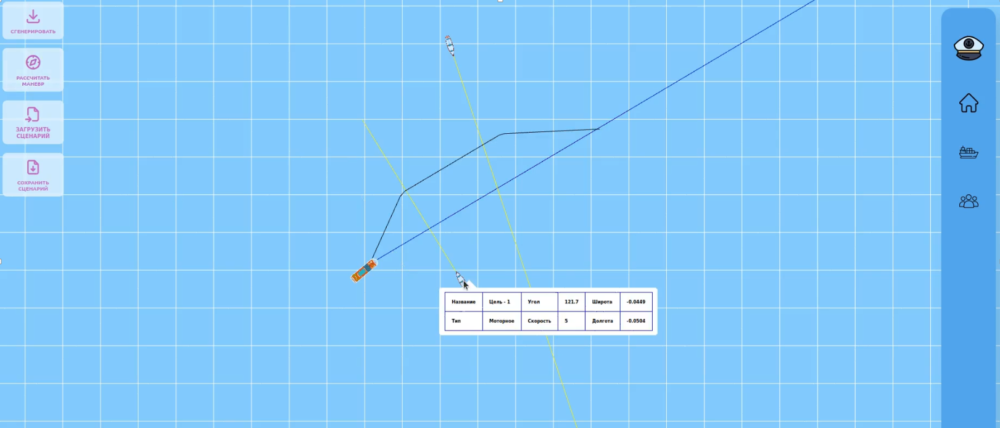 СГЕНЕРИРОВАТЬ
РАССЧИТАТЬ
МАНЕВР
ЗАГРУЗИТЬ
СЦЕНАРИЙ
СОХРАНИТЬ
СЦЕНАРИЙ
Название Цель - 1 Угол 121.7 Широта -0.0449
Тип Моторное Скорость 5 Долгота -0.0504